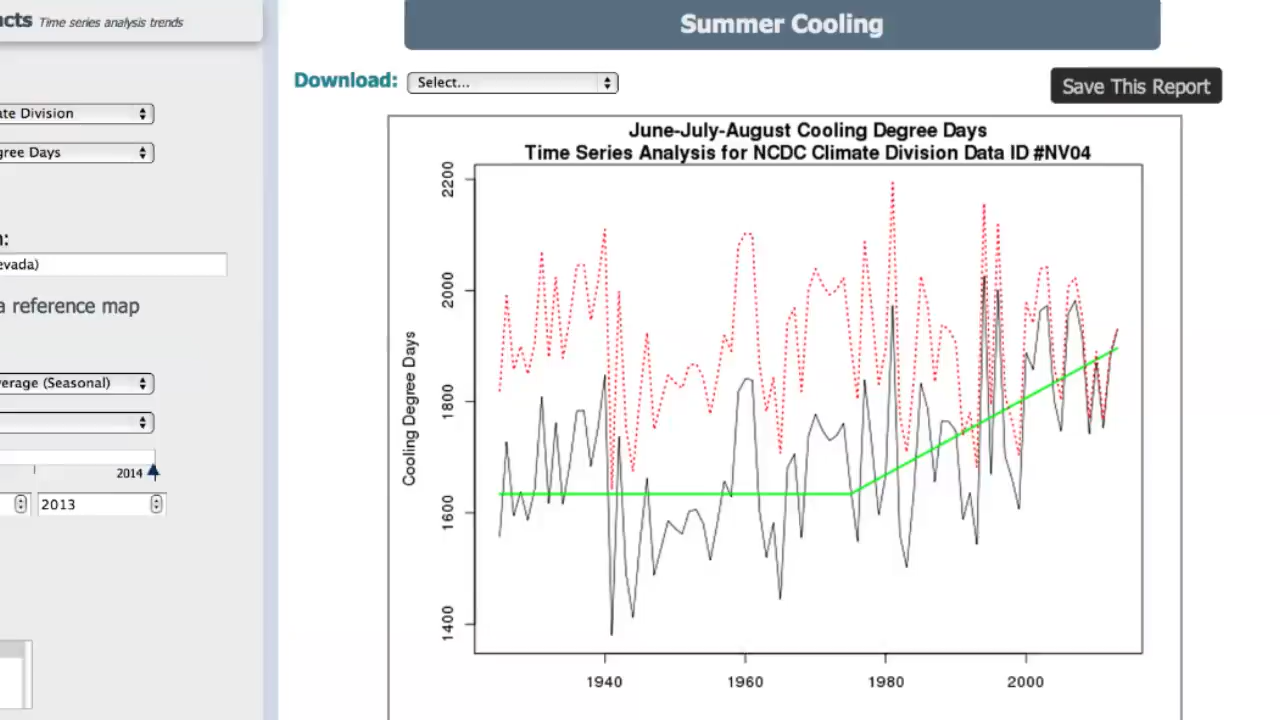 acts Time series analysis trends
ate Division
gree Days
n:
evada)
a reference map
erage (Seasonal)
2014
2013
Summer Cooling
Download: Select...
Save This Report
June-July-August Cooling Degree Days
Time Series Analysis for NCDC Climate Division Data ID #NV04
Cooling Degree Days
2200
2000
1800
1600
1400
1940 1960 1980 2000